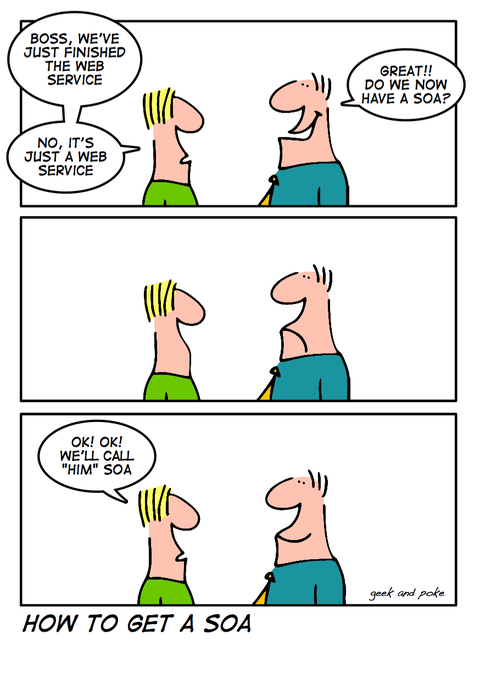 BOSS, WE'VE
JUST FINISHED
THE WEB
SERVICE
GREAT!!
DO WE NOW
HAVE A SOA?
NO, IT'S
JUST A WEB
SERVICE
OK! OK!
WE'LL CALL
"HIM" SOA
geek and poke
HOW TO GET A SOA